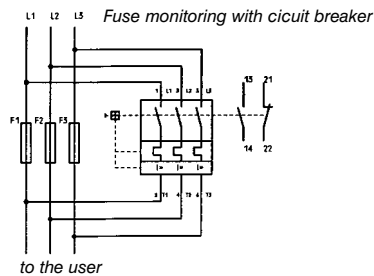 L1 L2 L3 Fuse monitoring with cicuit breaker
1 L1 3 L2 5 L3
13 21
F1 F2 F3
14 22
I> I> I>
2 T1 4 T2 6 T3
to the user